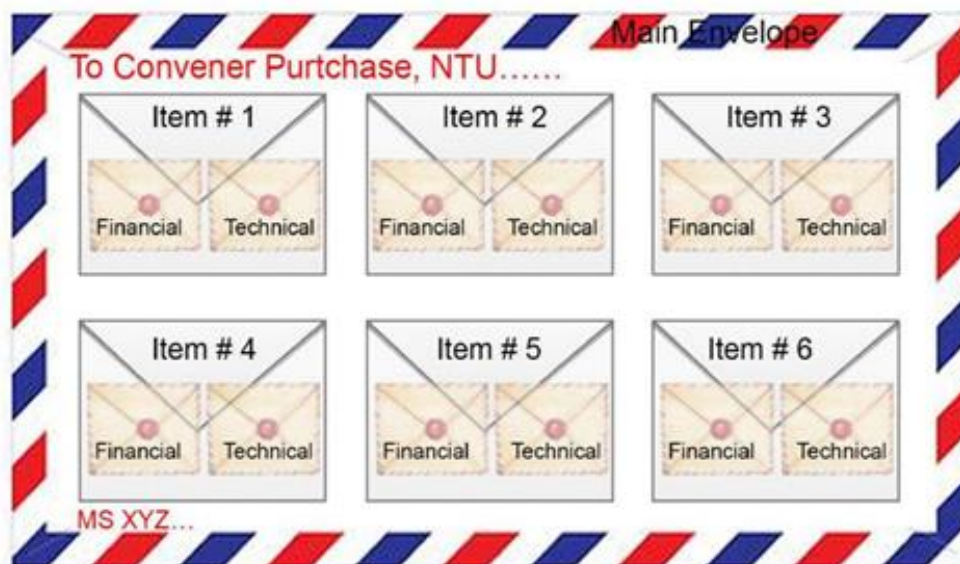 Main Envelope
To Convener Purtchase, NTU......
Item # 1
Item # 2
Item # 3
Financial Technical
Financial Technical
Financial Technical
Item # 4
Item # 5
Item # 6
Financial Technical
Financial Technical
Financial Technical
MS XYZ...